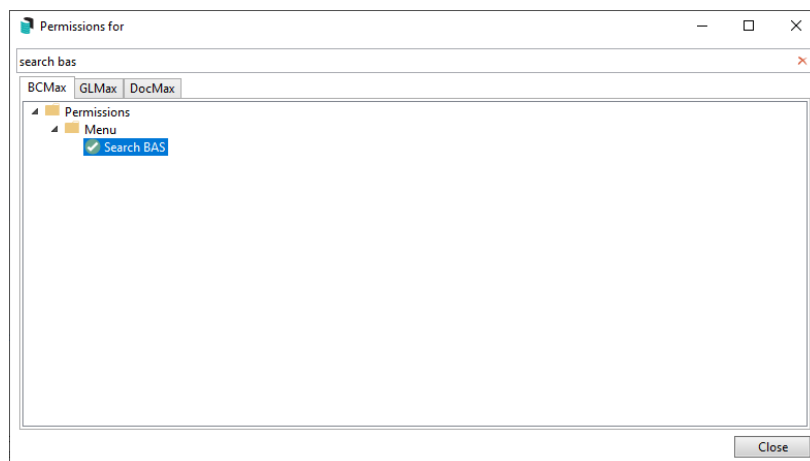 Permissions for
search bas
BCMax GLMax DocMax
Permissions
Menu
Search BAS
Close